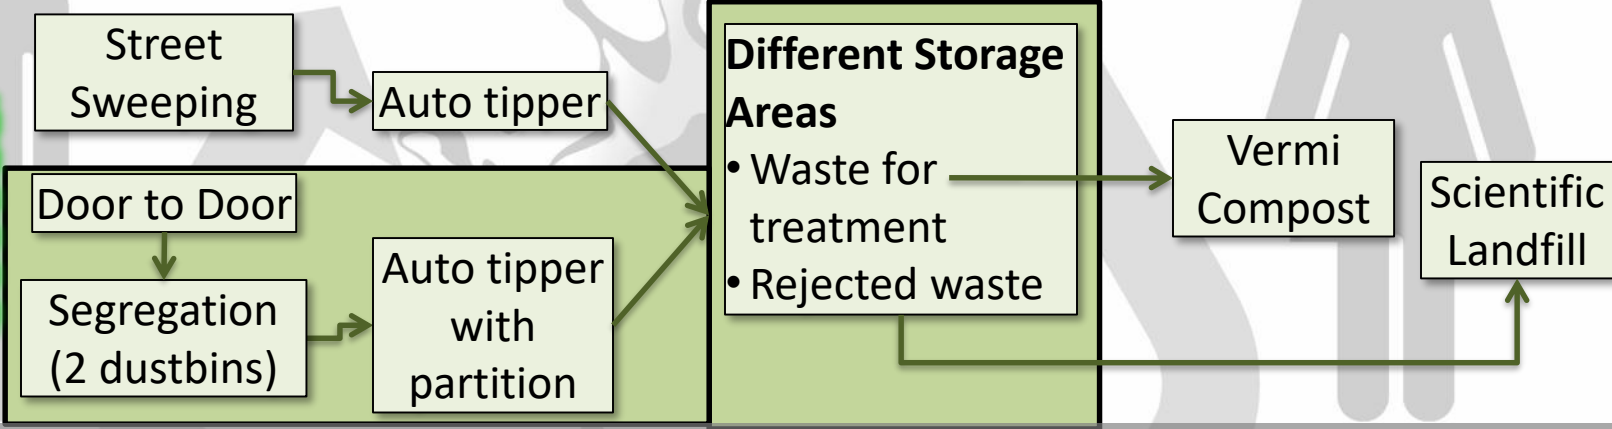 Street
Sweeping
Auto tipper
Door to Door
Segregation
(2 dustbins)
Auto tipper
with
partition
Different Storage
Areas
• Waste for
treatment
• Rejected waste
Vermi
Compost
Scientific
Landfill